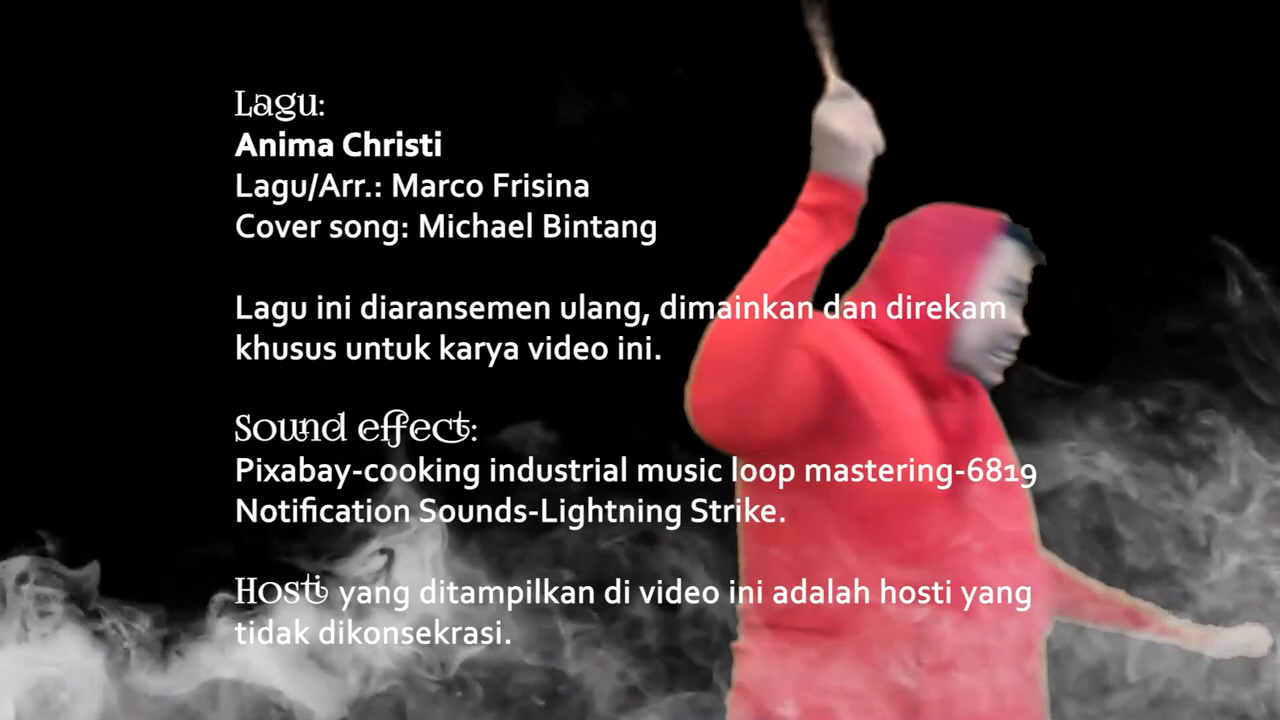 Lagu:
Anima Christi
Lagu/Arr.: Marco Frisina
Cover song: Michael Bintang
Lagu ini diaransemen ulang, dimainkan dan direkam
khusus untuk karya video ini.
Sound effect:
Pixabay-cooking industrial music loop mastering-6819
Notification Sounds-Lightning Strike.
Hosti yang ditampilkan di video ini adalah hosti yang
tidak dikonsekrasi.